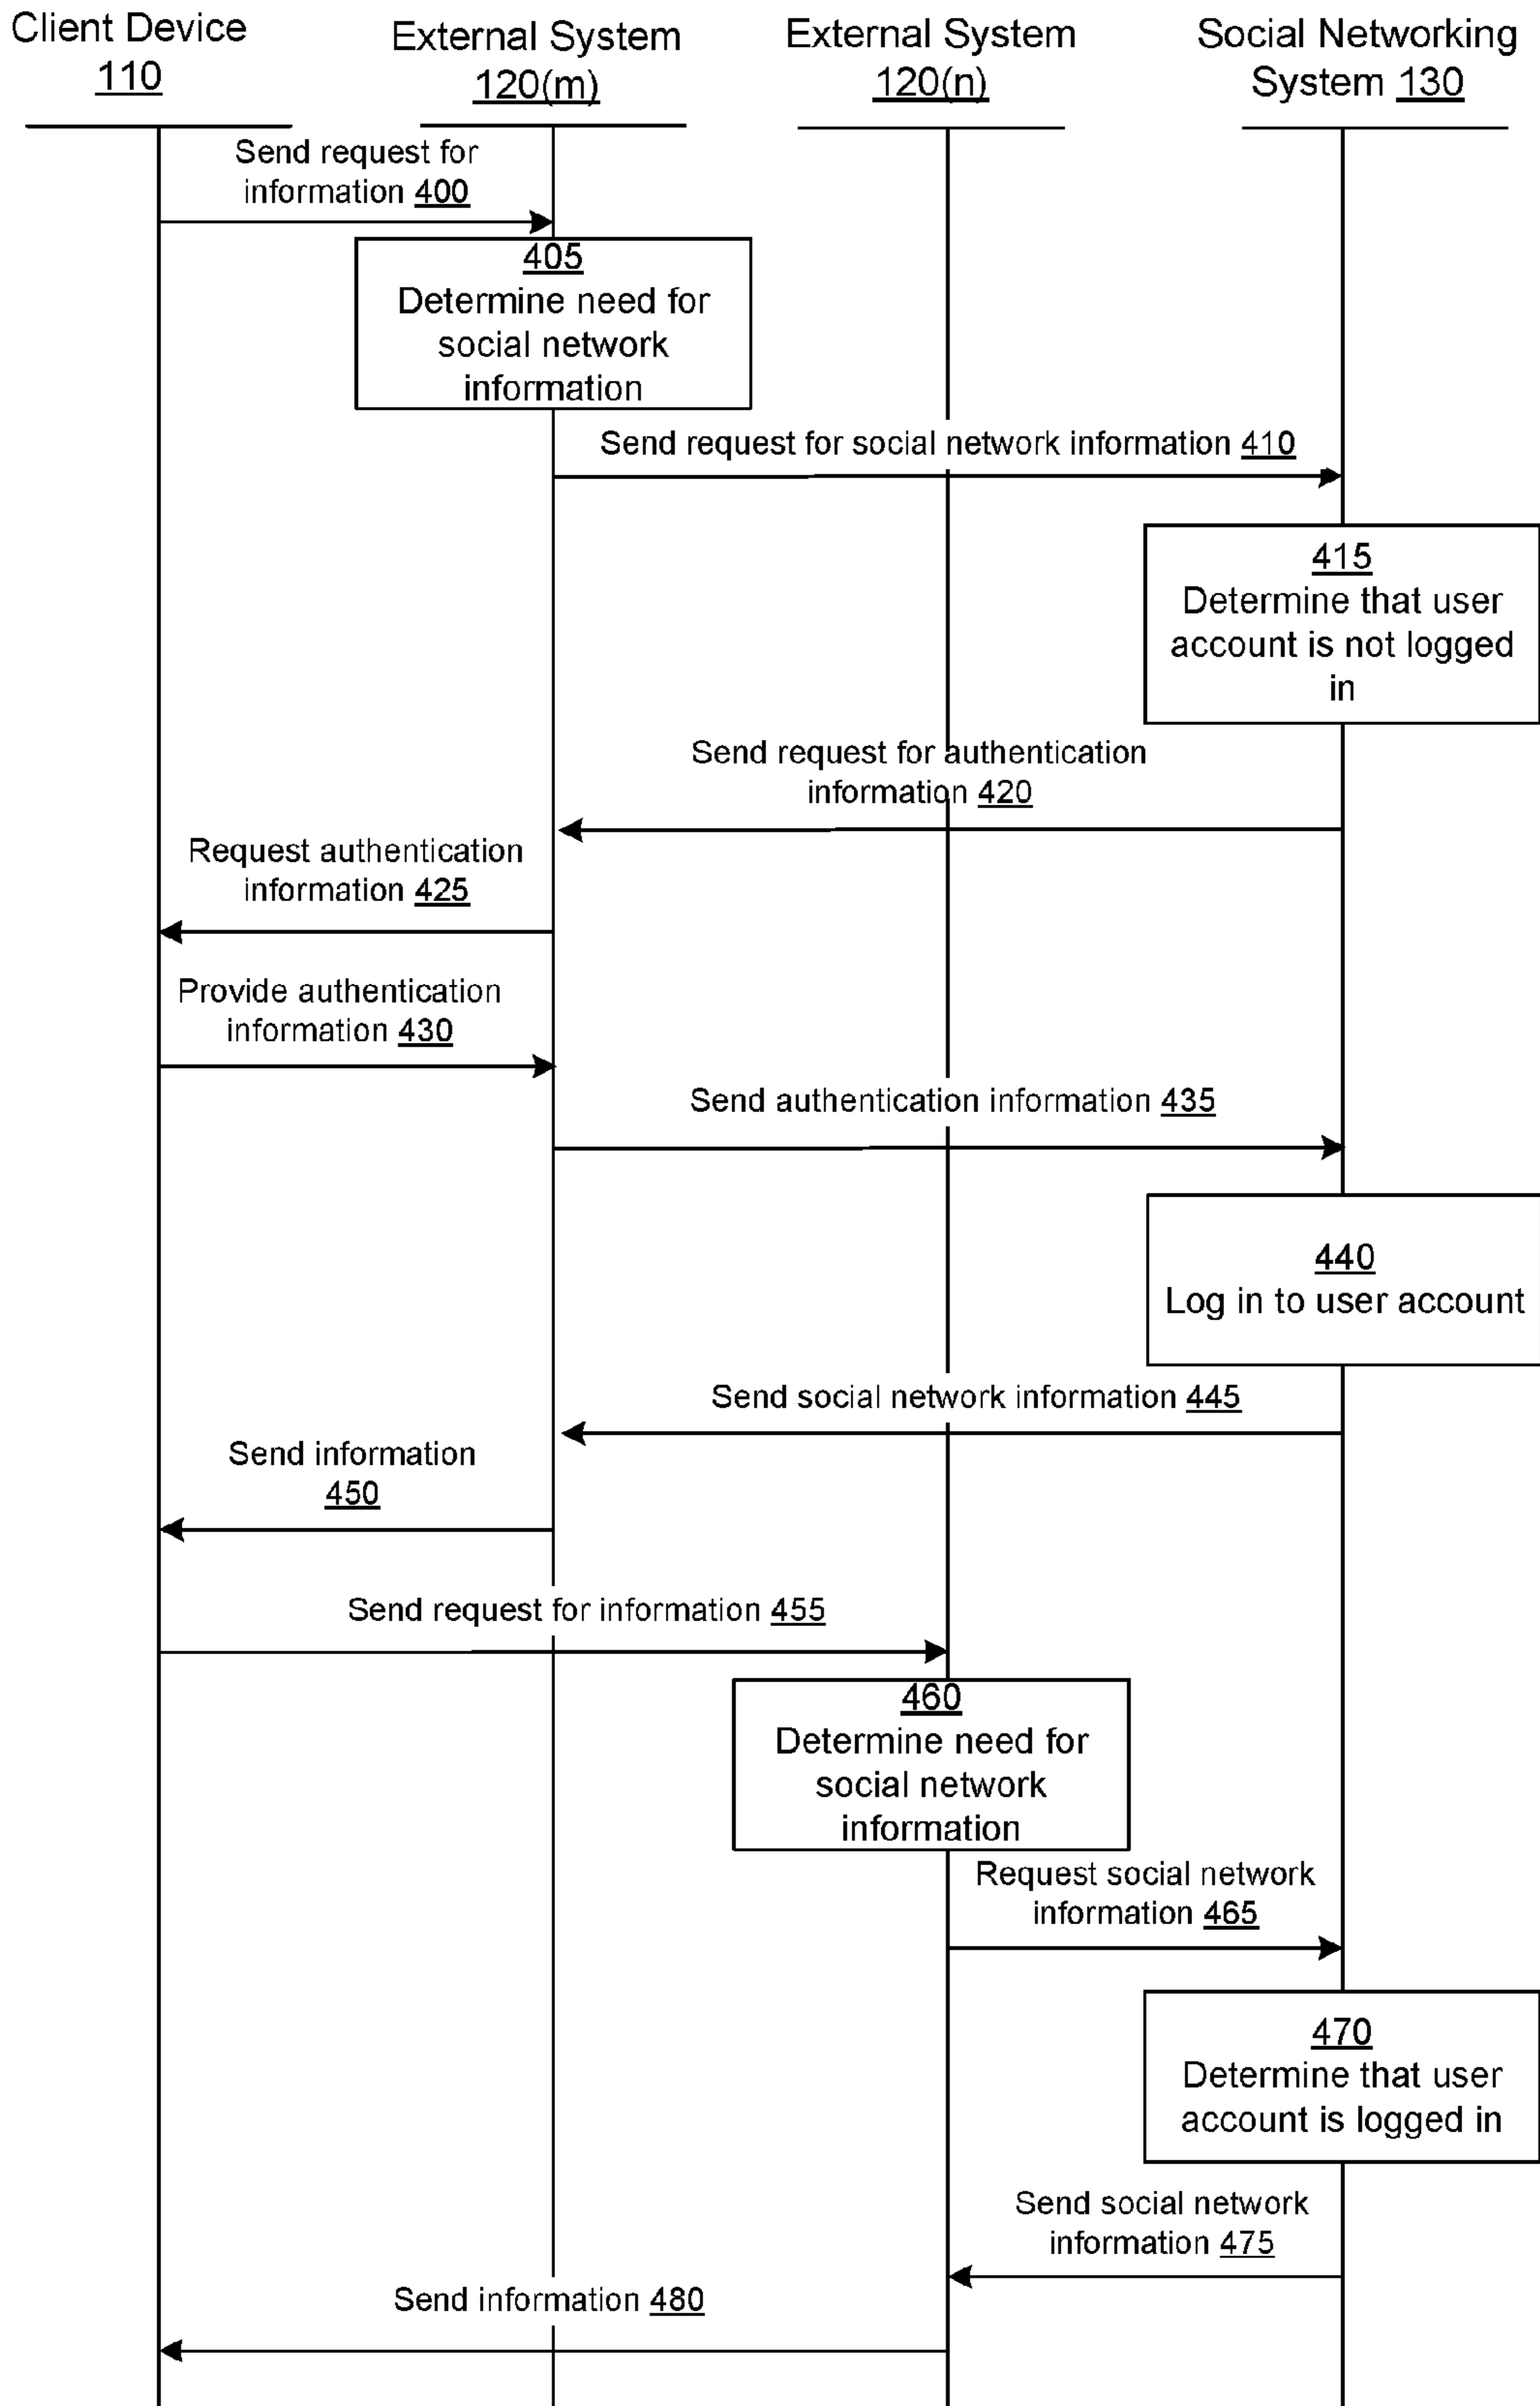 Client Device
110
External System
120(m)
External System
120(n)
Social Networking
System 130
Send request for
information 400
405
Determine need for
social network
information
Send request for social network information 410
415
Determine that user
account is not logged
in
Send request for authentication
information 420
Request authentication
information 425
Provide authentication
information 430
Send authentication information 435
440
Log in to user account
Send social network information 445
Send information
450
Send request for information 455
460
Determine need for
social network
information
Request social network
information 465
470
Determine that user
account is logged in
Send social network
information 475
Send information 480